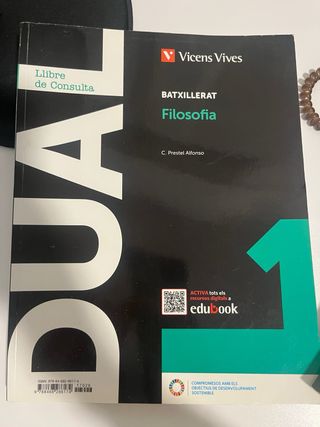 Llibre
de Consulta
DUAL
Vicens Vives
BATXILLERAT
Filosofia
C. Prestel Alfonso
1
ACTIVA tots els
recursos digitals a
edubook
COMPROMESOS AMB ELS
OBJECTIUS DE DESENVOLUPAMENT
SOSTENIBLE